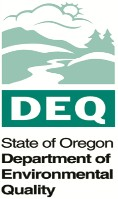 DEQ
State of Oregon
Department of
Environmental
Quality